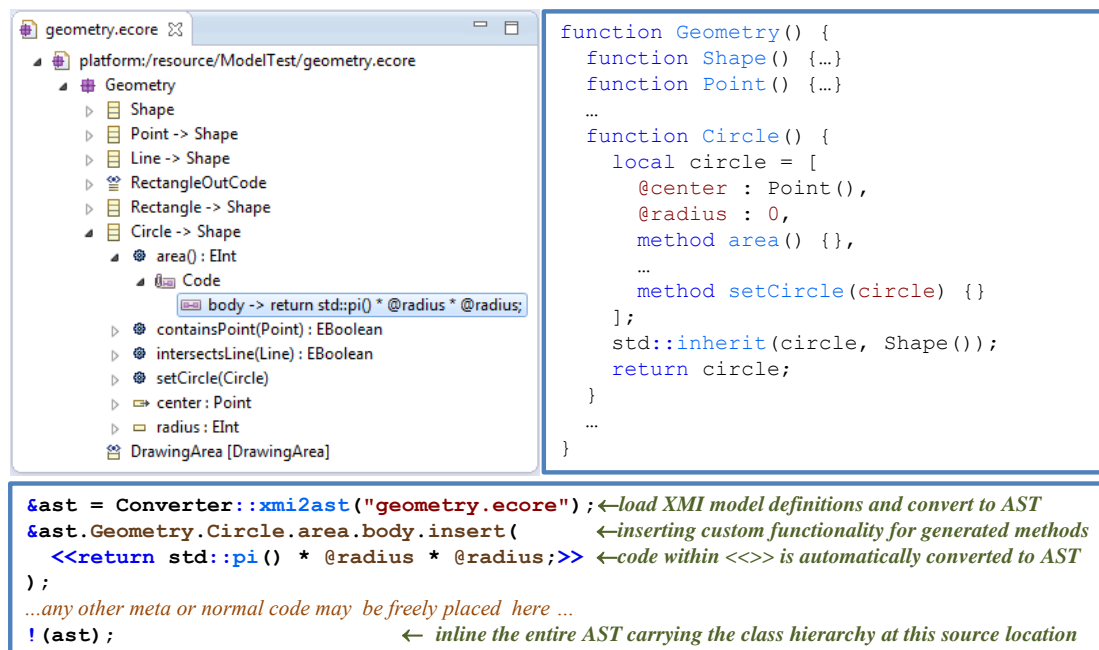 geometry.ecore
platform:/resource/ModelTest/geometry.ecore
Geometry
Shape
Point -> Shape
Line -> Shape
RectangleOutCode
Rectangle -> Shape
Circle -> Shape
area() : EInt
Code
body -> return std::pi() * @radius * @radius;
containsPoint(Point) : EBoolean
intersectsLine(Line) : EBoolean
setCircle(Circle)
center : Point
radius : EInt
DrawingArea [DrawingArea]
function Geometry() {
function Shape() {…}
function Point() {…}
…
function Circle() {
local circle = [
@center : Point(),
@radius : 0,
method area() {},
…
method setCircle(circle) {}
];
std::inherit(circle, Shape());
return circle;
}
…
}
&ast = Converter::xmi2ast("geometry.ecore"); ←load XMI model definitions and convert to AST
&ast.Geometry.Circle.area.body.insert( ←inserting custom functionality for generated methods
<<return std::pi() * @radius * @radius;>> ←code within <<>> is automatically converted to AST
);
...any other meta or normal code may be freely placed here …
!(ast); ← inline the entire AST carrying the class hierarchy at this source location